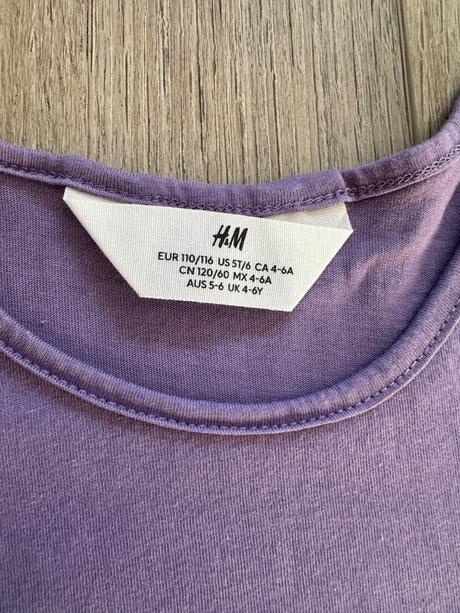 H&M
EUR 110/116 US 5T/6 CA 4-6A
CN 120/60 MX 4-6A
AUS 5-6 UK 4-6Y